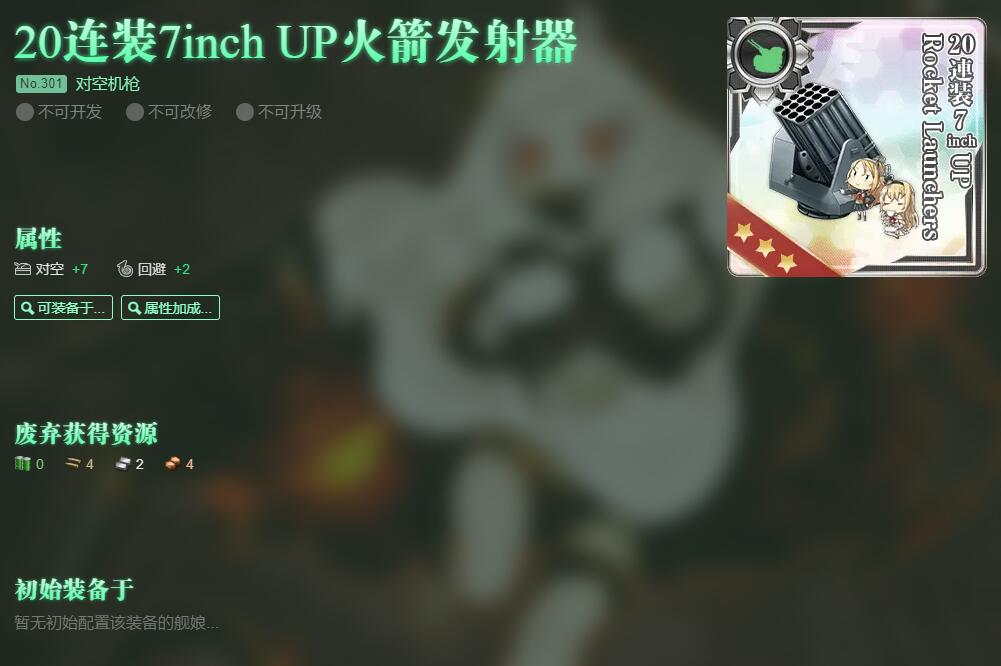 20连装7inch UP火箭发射器
No.301 对空机枪
不可开发 不可改修 不可升级
属性
对空 +7 回避 +2
可装备于... 属性加成...
废弃获得资源
0 4 2 4
初始装备于
暂无初始配置该装备的舰娘...
20連装7inch UP
Rocket Launchers